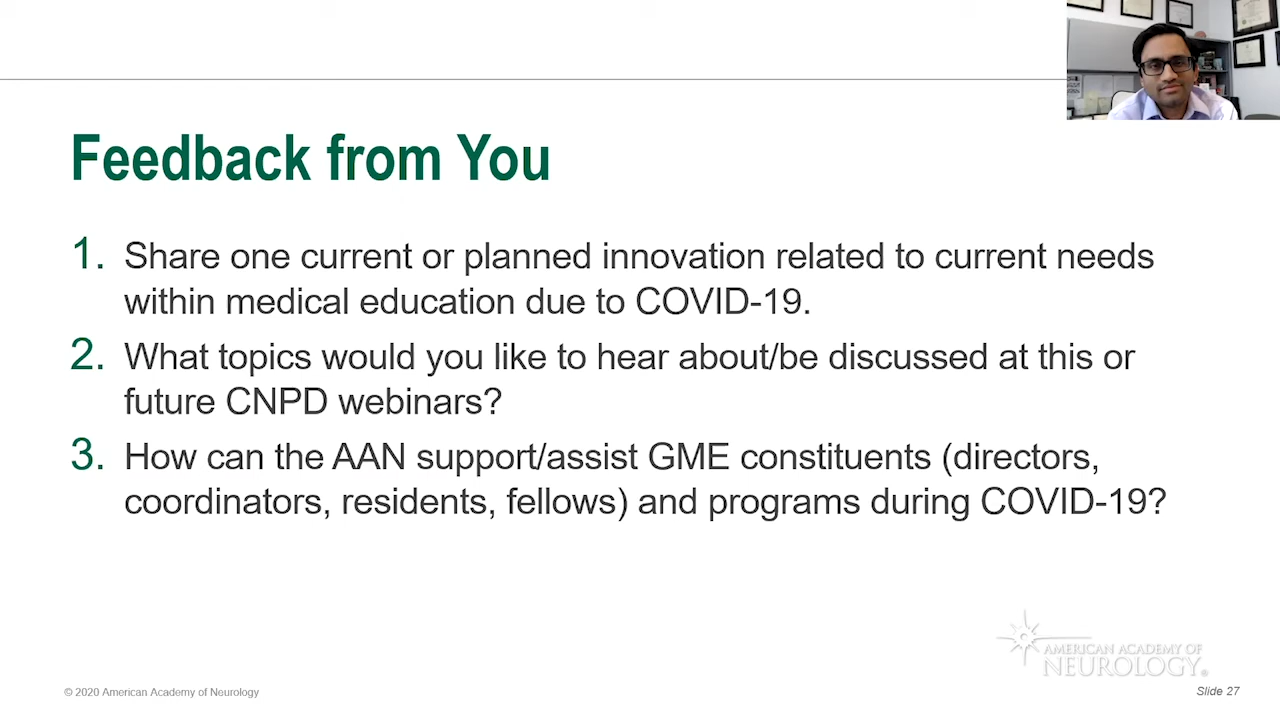 Feedback from You
1. Share one current or planned innovation related to current needs
within medical education due to COVID-19.
2. What topics would you like to hear about/be discussed at this or
future CNPD webinars?
3. How can the AAN support/assist GME constituents (directors,
coordinators, residents, fellows) and programs during COVID-19?
AMERICAN ACADEMY OF
NEUROLOGY®
© 2020 American Academy of Neurology
Slide 27